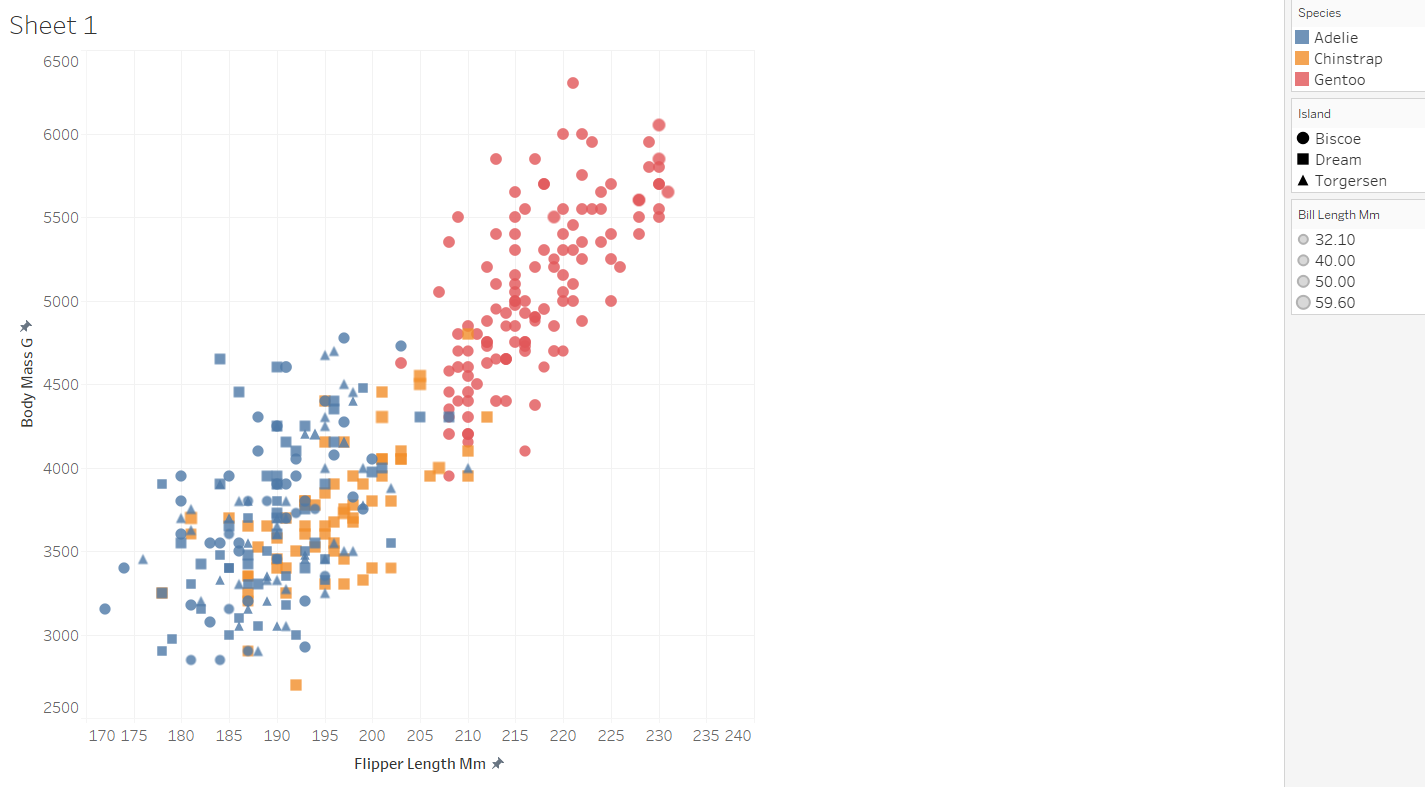 Sheet 1
6500
6000
5500
5000
4500
4000
3500
3000
2500
Body Mass G
170 175 180 185 190 195 200 205 210 215 220 225 230 235 240
Flipper Length Mm
Species
Adelie
Chinstrap
Gentoo
Island
Biscoe
Dream
Torgersen
Bill Length Mm
32.10
40.00
50.00
59.60